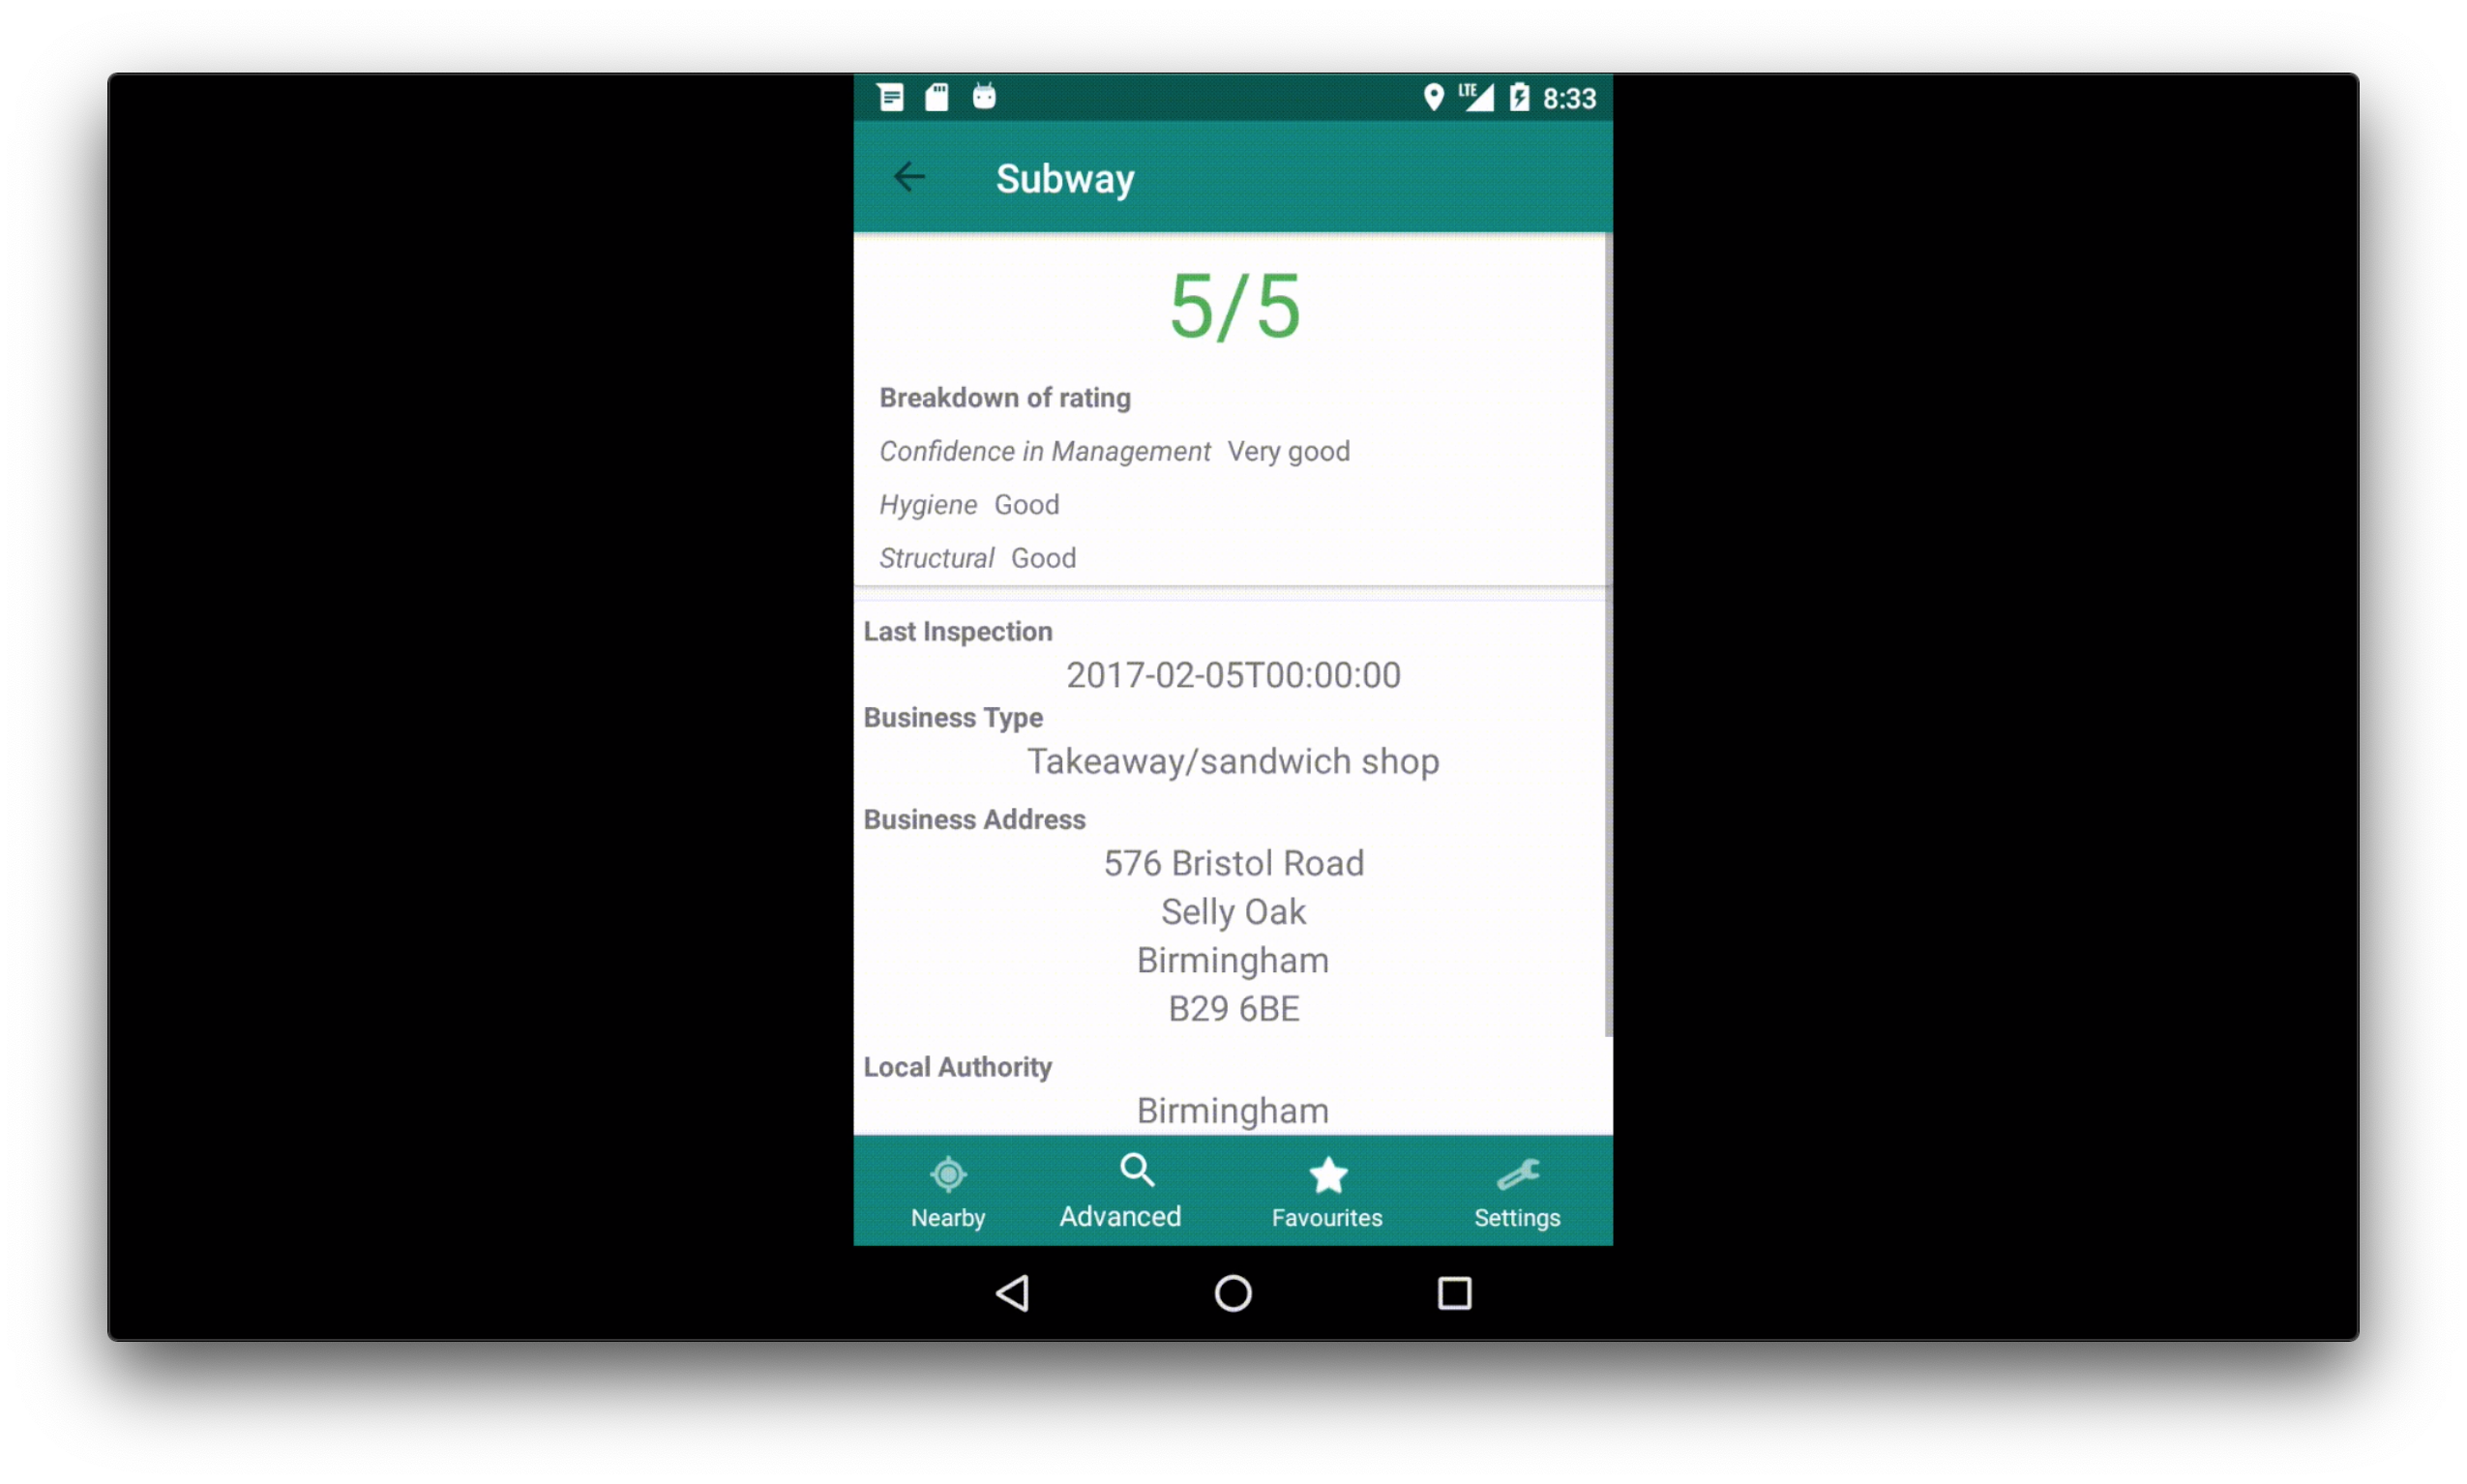 LTE 8:33
Subway
5/5
Breakdown of rating
Confidence in Management Very good
Hygiene Good
Structural Good
Last Inspection
2017-02-05T00:00:00
Business Type
Takeaway/sandwich shop
Business Address
576 Bristol Road
Selly Oak
Birmingham
B29 6BE
Local Authority
Birmingham
Nearby Advanced Favourites Settings